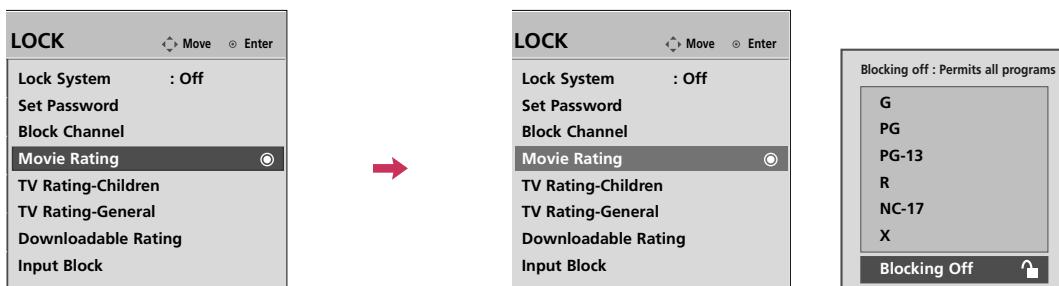 LOCK
Move
Enter
Lock System : Off
Set Password
Block Channel
Movie Rating
TV Rating-Children
TV Rating-General
Downloadable Rating
Input Block
LOCK
Move
Enter
Lock System : Off
Set Password
Block Channel
Movie Rating
TV Rating-Children
TV Rating-General
Downloadable Rating
Input Block
Blocking off : Permits all programs
G
PG
PG-13
R
NC-17
X
Blocking Off